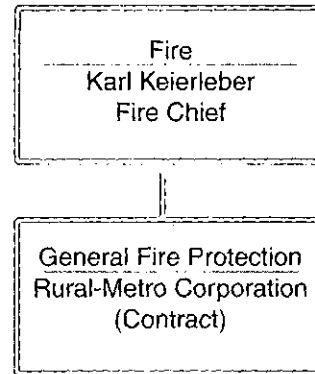 Fire
Karl Keierleber
Fire Chief
General Fire Protection
Rural-Metro Corporation
(Contract)